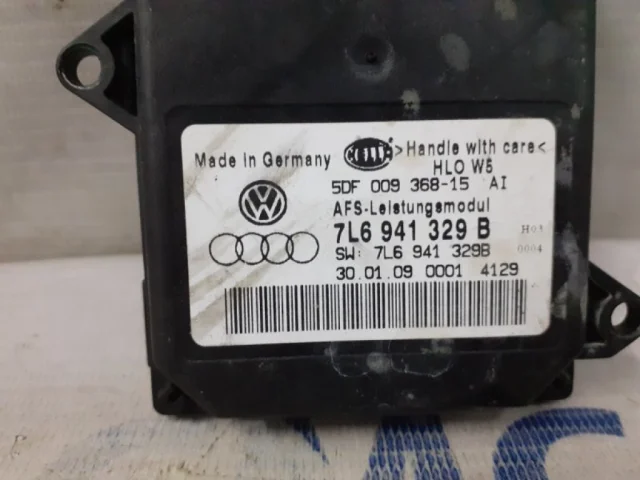 Made in Germany
>Handle with care<
HLO W5
5DF 009 368-15 AI
AFS-Leistungsmodul
7L6 941 329 B H03
SW: 7L6 941 329B 0004
30.01.09 0001 4129